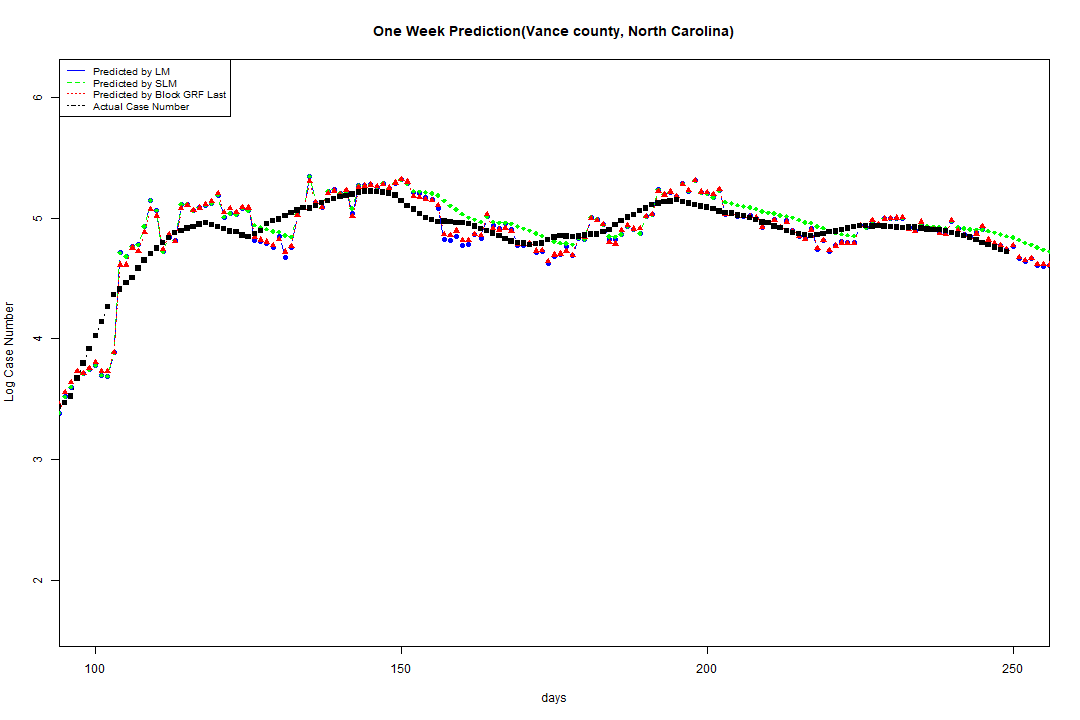 One Week Prediction(Vance county, North Carolina)
Predicted by LM
Predicted by SLM
Predicted by Block GRF Last
Actual Case Number
6
5
4
3
2
Log Case Number
100
150
200
250
days